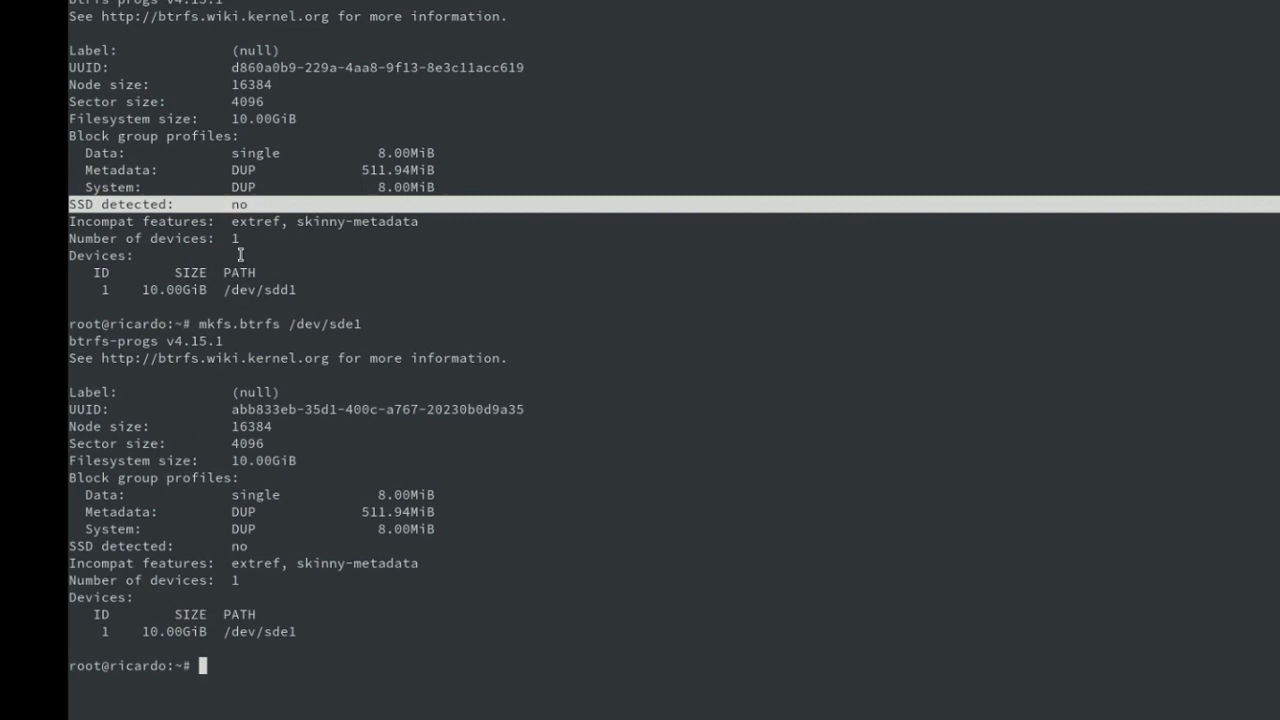 btrfs-progs v4.15.1
See http://btrfs.wiki.kernel.org for more information.
Label: (null)
UUID: d860a0b9-229a-4aa8-9f13-8e3c11acc619
Node size: 16384
Sector size: 4096
Filesystem size: 10.00GiB
Block group profiles:
Data: single 8.00MiB
Metadata: DUP 511.94MiB
System: DUP 8.00MiB
SSD detected: no
Incompat features: extref, skinny-metadata
Number of devices: 1
Devices:
ID SIZE PATH
1 10.00GiB /dev/sdd1
root@ricardo:~# mkfs.btrfs /dev/sde1
btrfs-progs v4.15.1
See http://btrfs.wiki.kernel.org for more information.
Label: (null)
UUID: abb833eb-35d1-400c-a767-20230b0d9a35
Node size: 16384
Sector size: 4096
Filesystem size: 10.00GiB
Block group profiles:
Data: single 8.00MiB
Metadata: DUP 511.94MiB
System: DUP 8.00MiB
SSD detected: no
Incompat features: extref, skinny-metadata
Number of devices: 1
Devices:
ID SIZE PATH
1 10.00GiB /dev/sde1
root@ricardo:~#